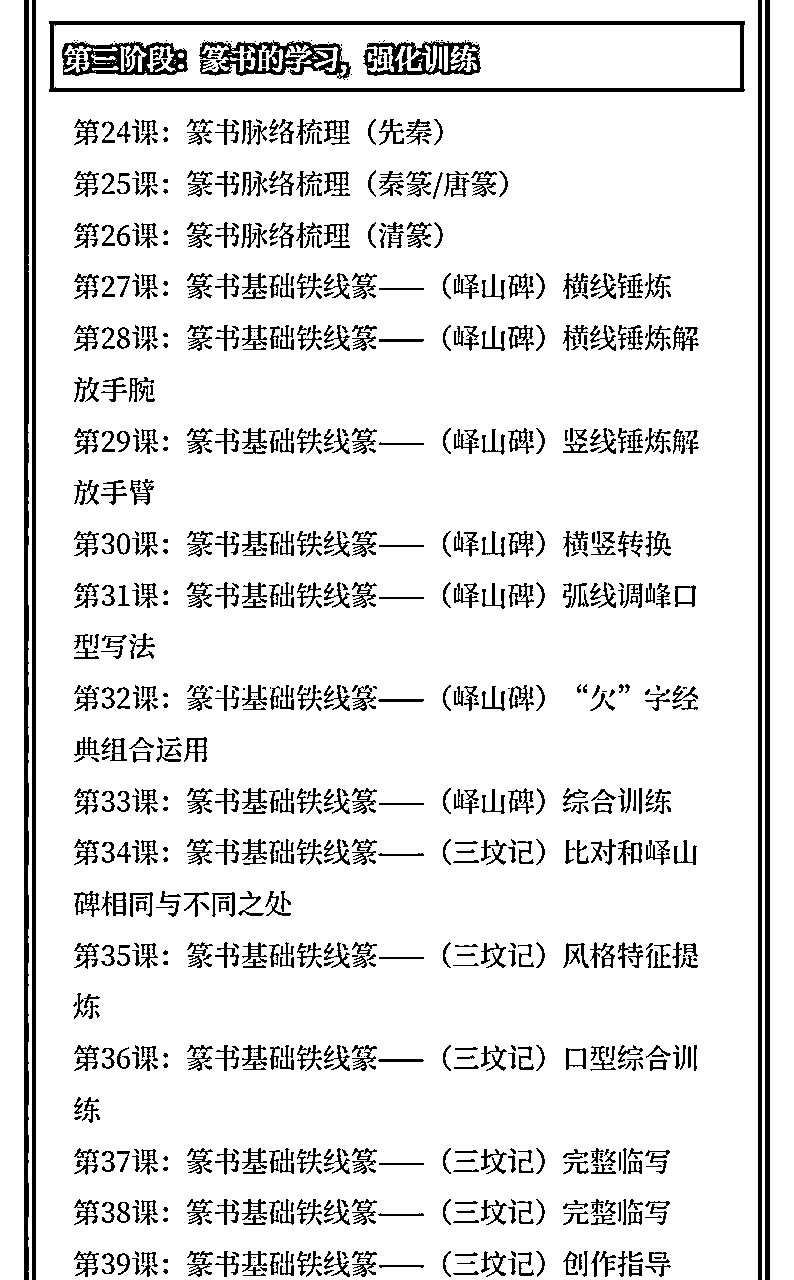 第三阶段：篆书的学习，强化训练
第24课：篆书脉络梳理（先秦）
第25课：篆书脉络梳理（秦篆/唐篆）
第26课：篆书脉络梳理（清篆）
第27课：篆书基础铁线篆——（峄山碑）横线锤炼
第28课：篆书基础铁线篆——（峄山碑）横线锤炼解
放手腕
第29课：篆书基础铁线篆——（峄山碑）竖线锤炼解
放手臂
第30课：篆书基础铁线篆——（峄山碑）横竖转换
第31课：篆书基础铁线篆——（峄山碑）弧线调峰口
型写法
第32课：篆书基础铁线篆——（峄山碑）“欠”字经
典组合运用
第33课：篆书基础铁线篆——（峄山碑）综合训练
第34课：篆书基础铁线篆——（三坟记）比对和峄山
碑相同与不同之处
第35课：篆书基础铁线篆——（三坟记）风格特征提
炼
第36课：篆书基础铁线篆——（三坟记）口型综合训
练
第37课：篆书基础铁线篆——（三坟记）完整临写
第38课：篆书基础铁线篆——（三坟记）完整临写
第39课：篆书基础铁线篆——（三坟记）创作指导